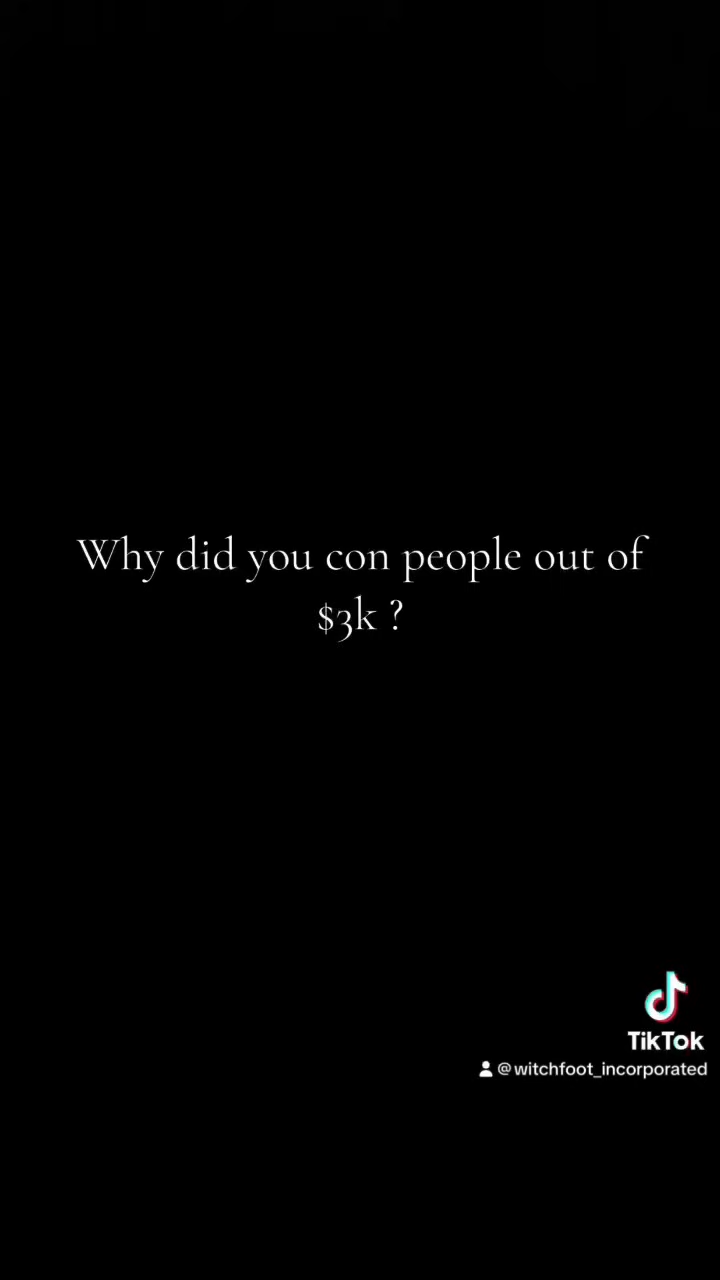 Why did you con people out of
$3k ?
TikTok
@witchfoot_incorporated